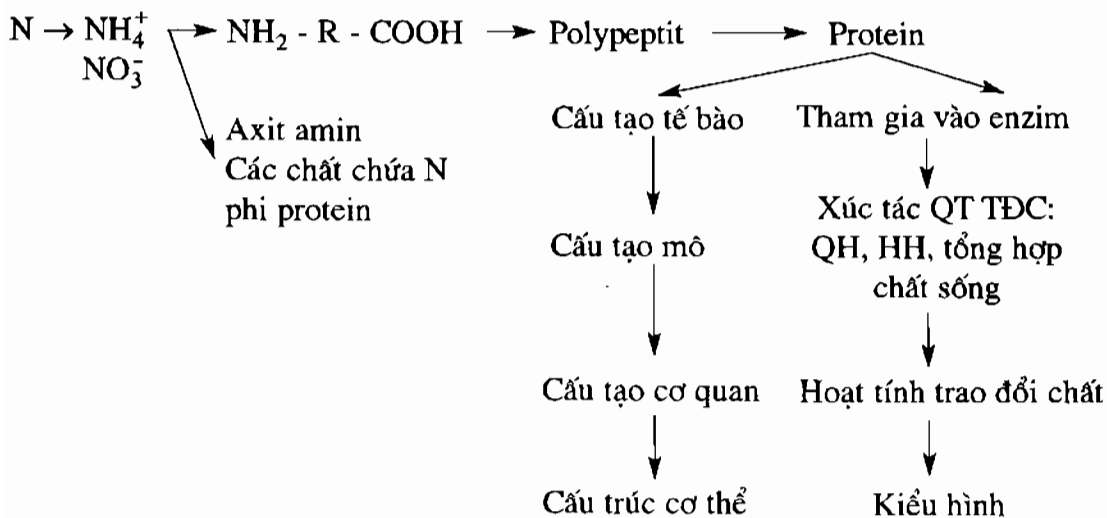 N → NH₄⁺ → NH₂ - R - COOH → Polypeptit → Protein
NO₃⁻
Axit amin
Các chất chứa N
phi protein
Cấu tạo tế bào
Cấu tạo mô
Cấu tạo cơ quan
Cấu trúc cơ thể
Tham gia vào enzim
Xúc tác QT TĐC:
QH, HH, tổng hợp
chất sống
Hoạt tính trao đổi chất
Kiểu hình